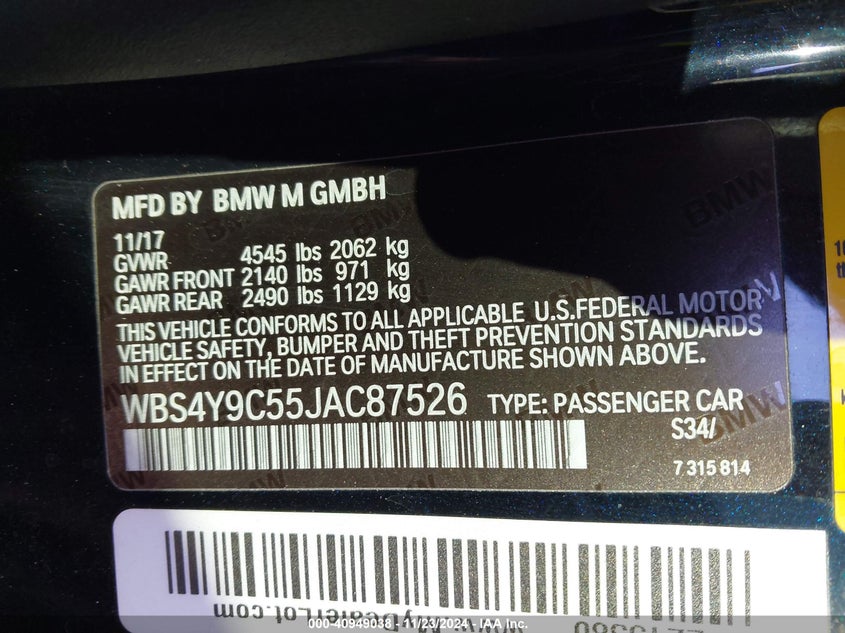 MFD BY BMW M GMBH
11/17
GVWR 4545 lbs 2062 kg
GAWR FRONT 2140 lbs 971 kg
GAWR REAR 2490 lbs 1129 kg
THIS VEHICLE CONFORMS TO ALL APPLICABLE U.S.FEDERAL MOTOR
VEHICLE SAFETY, BUMPER AND THEFT PREVENTION STANDARDS
IN EFFECT ON THE DATE OF MANUFACTURE SHOWN ABOVE.
WBS4Y9C55JAC87526 TYPE: PASSENGER CAR
S34/
7 315 814
BMW
BMW
000-40949038 - 11/23/2024 - www.